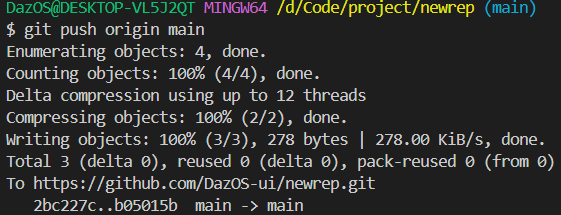 DazOS@DESKTOP-VL5J2QT MINGW64 /d/Code/project/newrep (main)
$ git push origin main
Enumerating objects: 4, done.
Counting objects: 100% (4/4), done.
Delta compression using up to 12 threads
Compressing objects: 100% (2/2), done.
Writing objects: 100% (3/3), 278 bytes | 278.00 KiB/s, done.
Total 3 (delta 0), reused 0 (delta 0), pack-reused 0 (from 0)
To https://github.com/DazOS-ui/newrep.git
   2bc227c..b05015b  main -> main